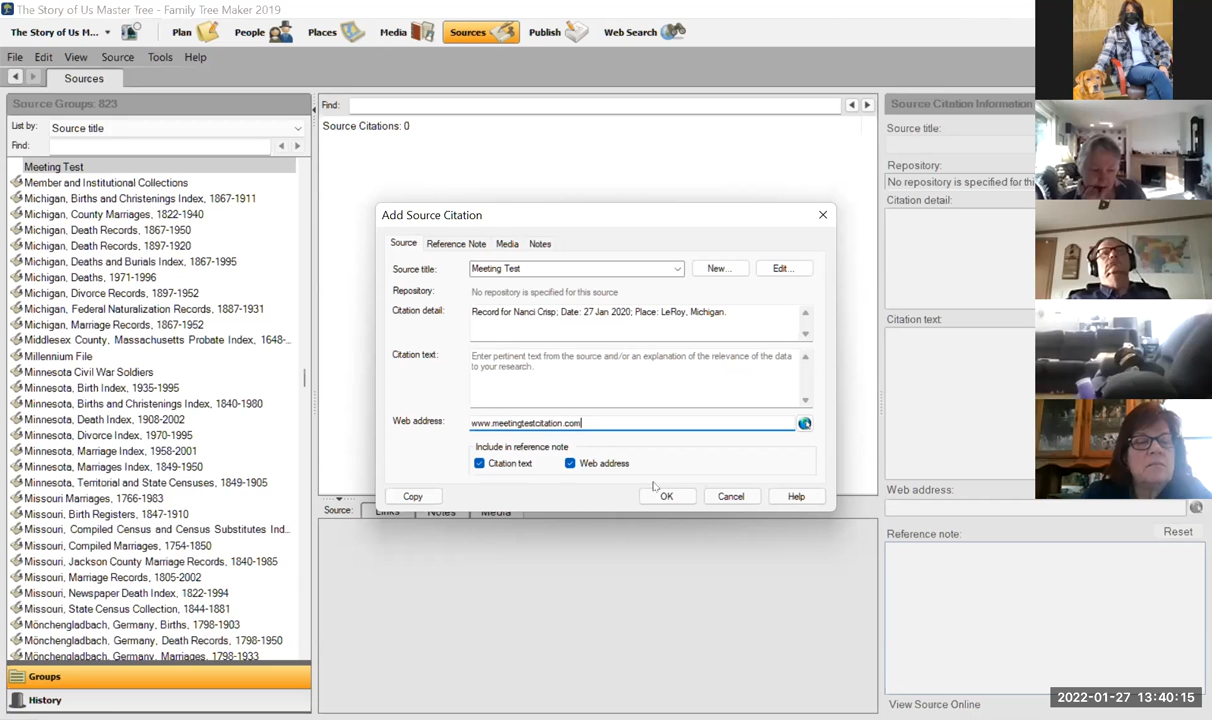 The Story of Us Master Tree - Family Tree Maker 2019
The Story of Us M...
Plan
People
Places
Media
Sources
Publish
Web Search
File Edit View Source Tools Help
Sources
Source Groups: 823
List by: Source title
Find:
Meeting Test
Member and Institutional Collections
Michigan, Births and Christenings Index, 1867-1911
Michigan, County Marriages, 1822-1940
Michigan, Death Records, 1867-1950
Michigan, Death Records, 1897-1920
Michigan, Deaths and Burials Index, 1867-1995
Michigan, Deaths, 1971-1996
Michigan, Divorce Records, 1897-1952
Michigan, Federal Naturalization Records, 1887-1931
Michigan, Marriage Records, 1867-1952
Middlesex County, Massachusetts Probate Index, 1648-..
Millennium File
Minnesota Civil War Soldiers
Minnesota, Birth Index, 1935-1995
Minnesota, Births and Christenings Index, 1840-1980
Minnesota, Death Index, 1908-2002
Minnesota, Divorce Index, 1970-1995
Minnesota, Marriage Index, 1958-2001
Minnesota, Marriages Index, 1849-1950
Minnesota, Territorial and State Censuses, 1849-1905
Missouri Marriages, 1766-1983
Missouri, Birth Registers, 1847-1910
Missouri, Compiled Census and Census Substitutes Ind...
Missouri, Compiled Marriages, 1754-1850
Missouri, Jackson County Marriage Records, 1840-1985
Missouri, Marriage Records, 1805-2002
Missouri, Newspaper Death Index, 1822-1994
Missouri, State Census Collection, 1844-1881
Mönchengladbach, Germany, Births, 1798-1903
Mönchengladbach, Germany, Death Records, 1798-1950
Mönchengladbach, Germany, Marriages, 1798-1933
Groups
History
Find:
Source Citations: 0
Add Source Citation
Source
Reference Note
Media
Notes
Source title: Meeting Test
New...
Edit...
Repository: No repository is specified for this source
Citation detail: Record for Nanci Crisp; Date: 27 Jan 2020; Place: LeRoy, Michigan.
Citation text: Enter pertinent text from the source and/or an explanation of the relevance of the data
to your research.
Web address: www.meetingtestcitation.com
Include in reference note
Citation text
Web address
Copy
OK
Cancel
Help
Source: Links Notes Media
Source Citation Information
Source title:
Repository:
No repository is specified for thi
Citation detail:
Citation text:
Web address:
Reference note:
Reset
View Source Online
2022-01-27 13:40:15